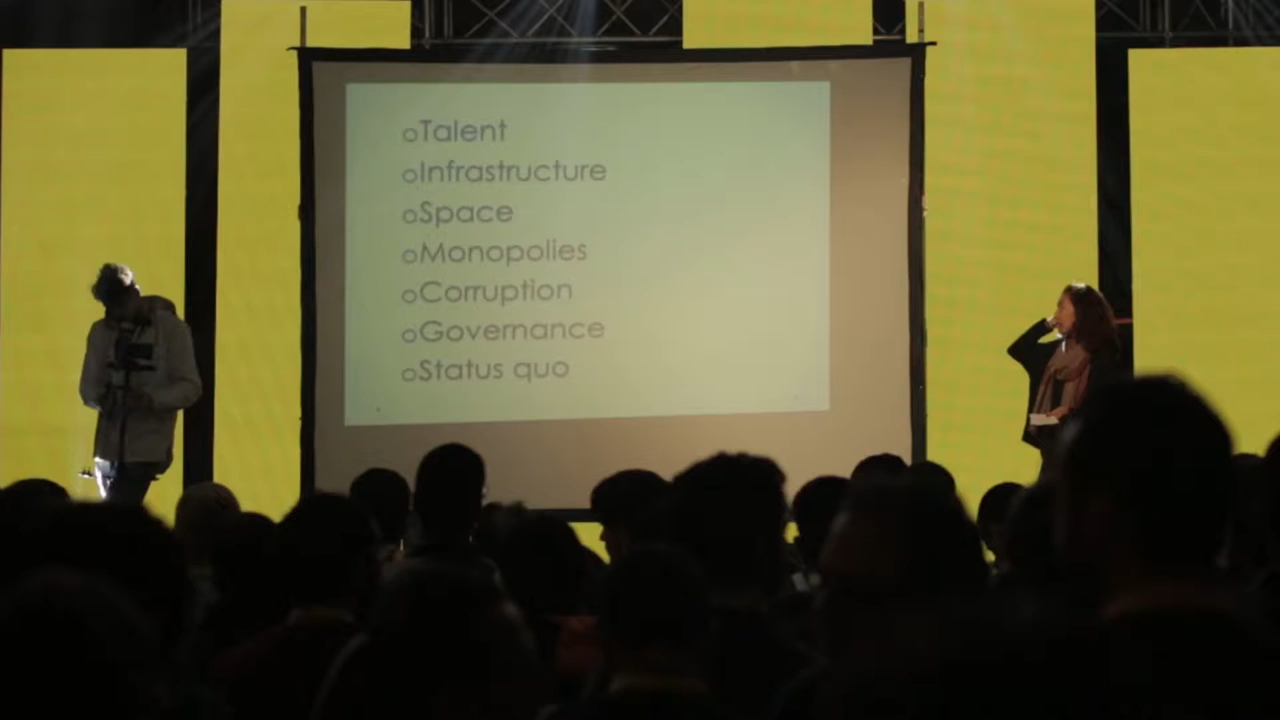 oTalent
oInfrastructure
oSpace
oMonopolies
oCorruption
oGovernance
oStatus quo